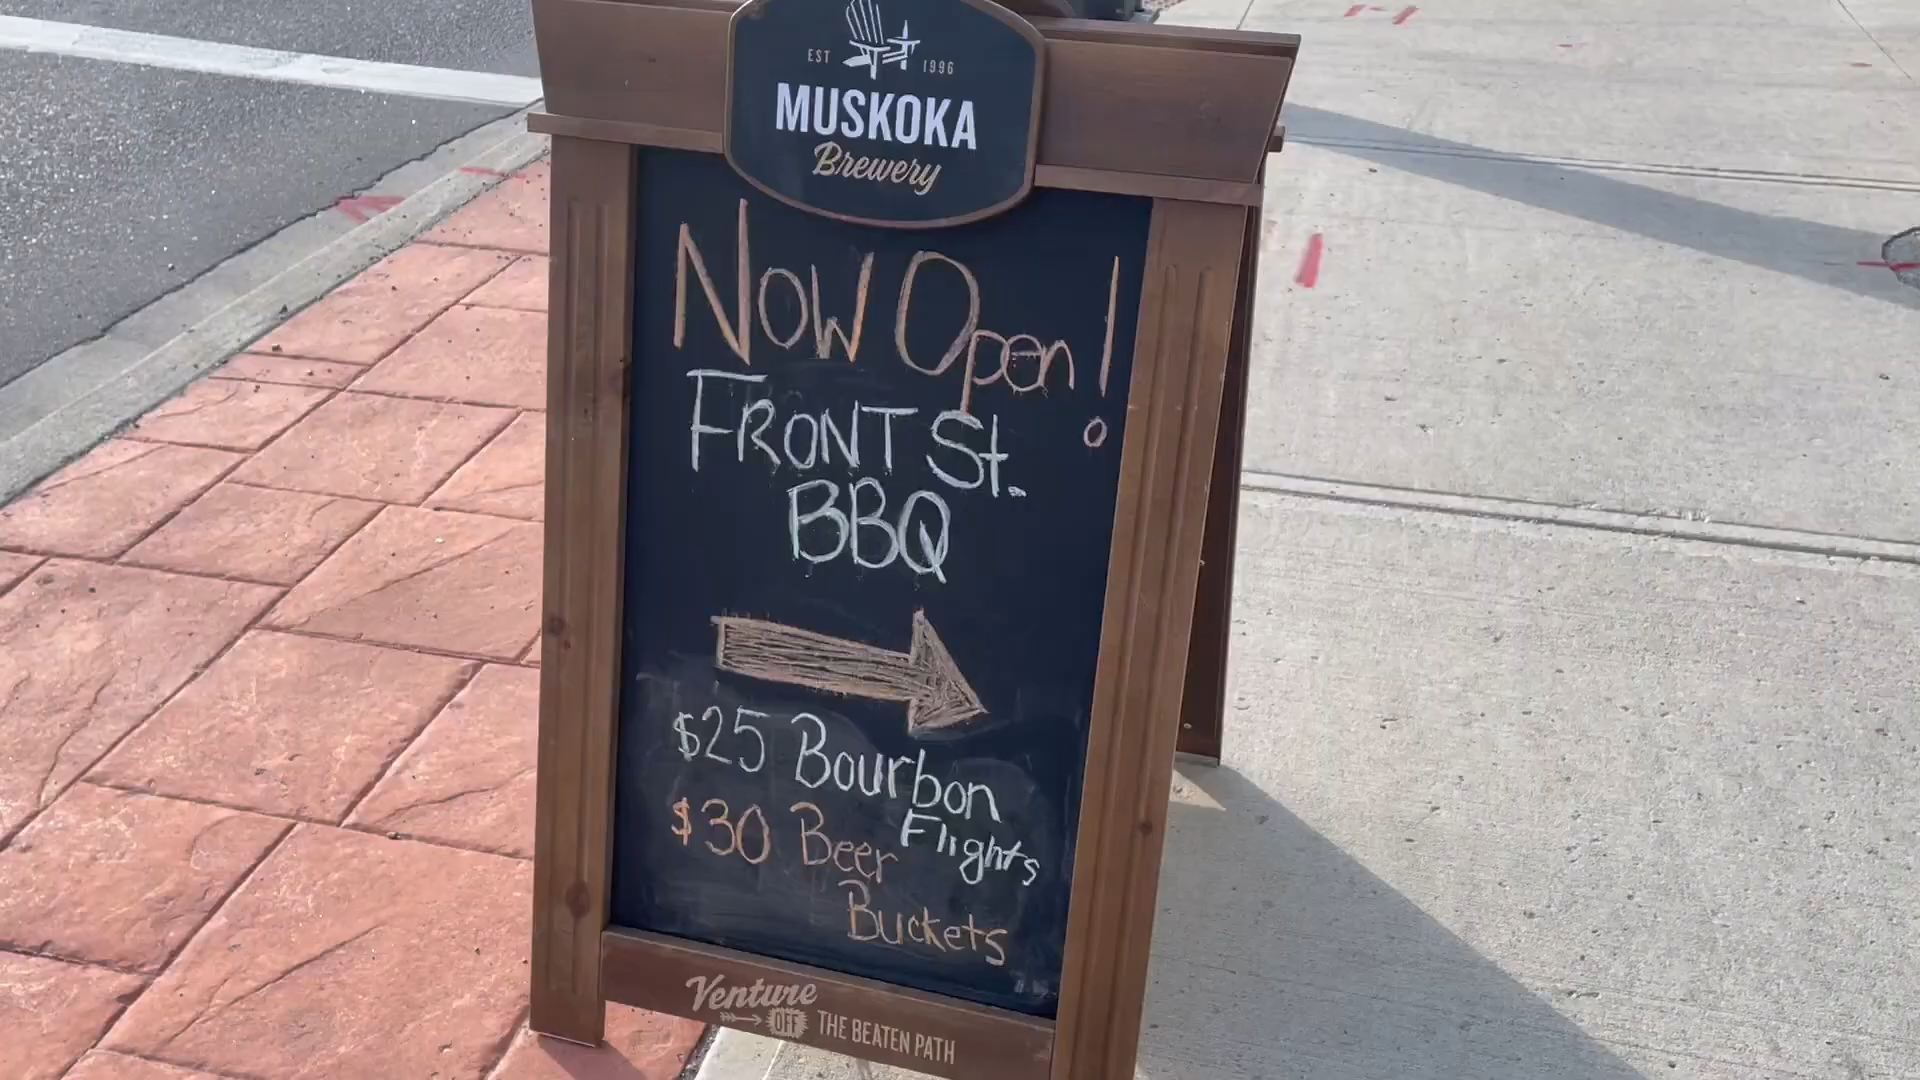 EST 1996
MUSKOKA
Brewery
Now Open!
FRONT St.
BBQ
$25 Bourbon
Flights
$30 Beer
Buckets
Venture
OFF THE BEATEN PATH